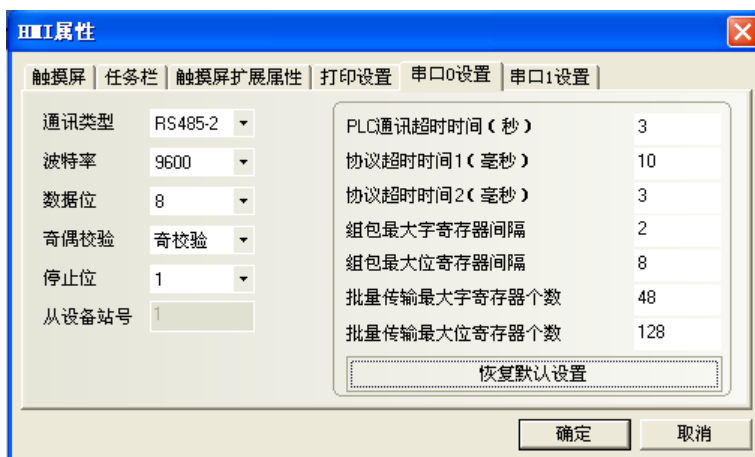 HMI属性
触摸屏 任务栏 触摸屏扩展属性 打印设置 串口0设置 串口1设置
通讯类型 RS485-2
波特率 9600
数据位 8
奇偶校验 奇校验
停止位 1
从设备站号 1
PLC通讯超时时间(秒) 3
协议超时时间1(毫秒) 10
协议超时时间2(毫秒) 3
组包最大字寄存器间隔 2
组包最大位寄存器间隔 8
批量传输最大字寄存器个数 48
批量传输最大位寄存器个数 128
恢复默认设置
确定 取消